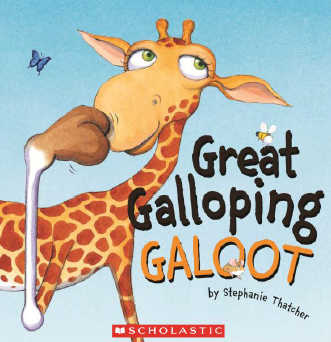 Great
Galloping
GALOOT
by Stephanie Thatcher
SCHOLASTIC